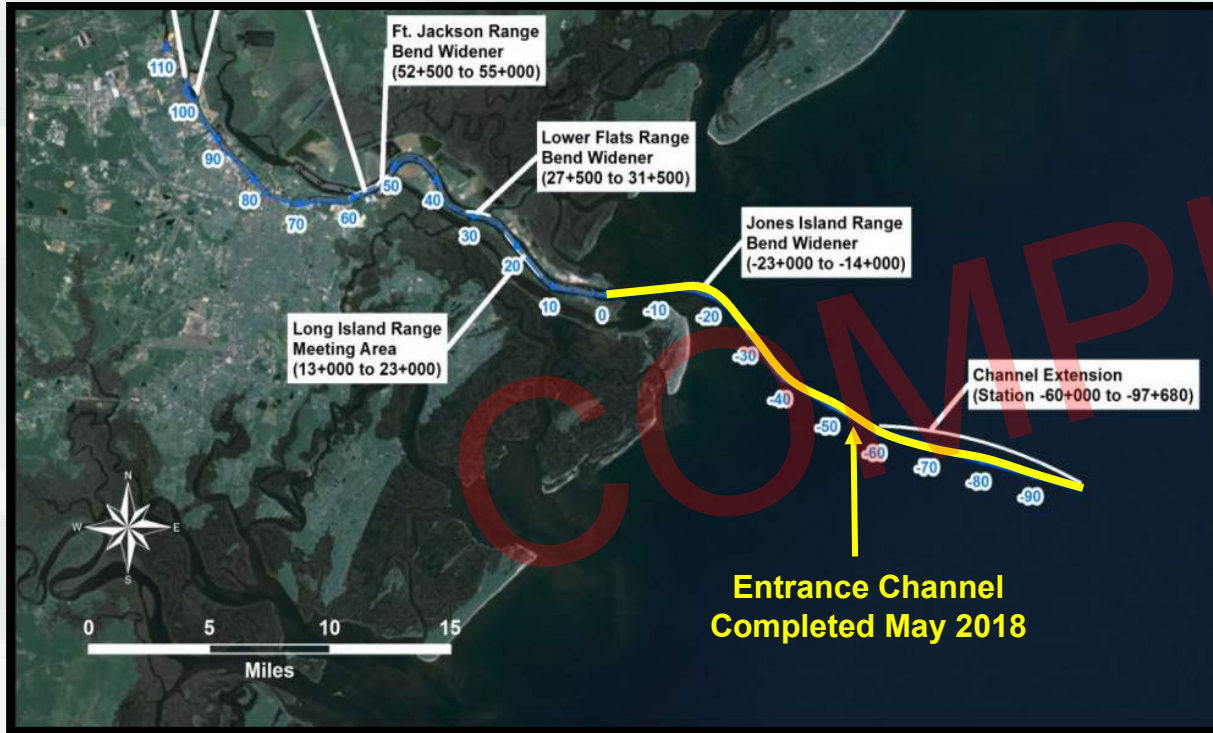 Ft. Jackson Range
Bend Widener
(52+500 to 55+000)
Lower Flats Range
Bend Widener
(27+500 to 31+500)
Jones Island Range
Bend Widener
(-23+000 to -14+000)
Long Island Range
Meeting Area
(13+000 to 23+000)
Channel Extension
(Station -60+000 to -97+680)
110
100
90
80
70
60
50
40
30
20
10
0
-10
-20
-30
-40
-50
-60
-70
-80
-90
Entrance Channel
Completed May 2018
N
W
E
S
0 5 10 15
Miles